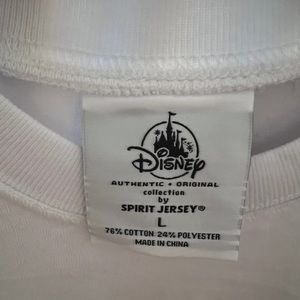 Disney
AUTHENTIC • ORIGINAL
collection
by
SPIRIT JERSEY®
L
76% COTTON 24% POLYESTER
MADE IN CHINA